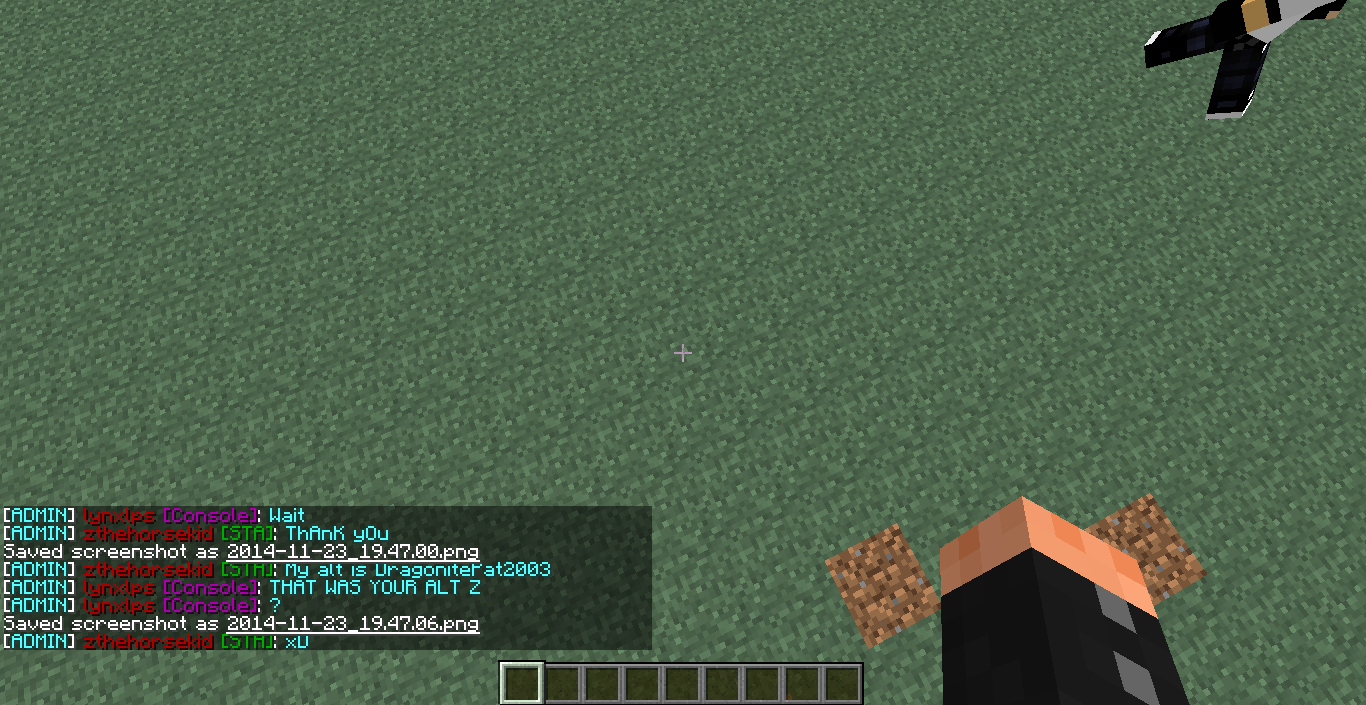 [ADMIN] lynxlps [Console]: Wait
[ADMIN] zthehorsekid [STA]: ThAnK yOu
Saved screenshot as 2014-11-23_19.47.00.png
[ADMIN] zthehorsekid [STA]: My alt is DragonitePat2003
[ADMIN] lynxlps [Console]: THAT WAS YOUR ALT Z
[ADMIN] lynxlps [Console]: ?
Saved screenshot as 2014-11-23_19.47.06.png
[ADMIN] zthehorsekid [STA]: xD